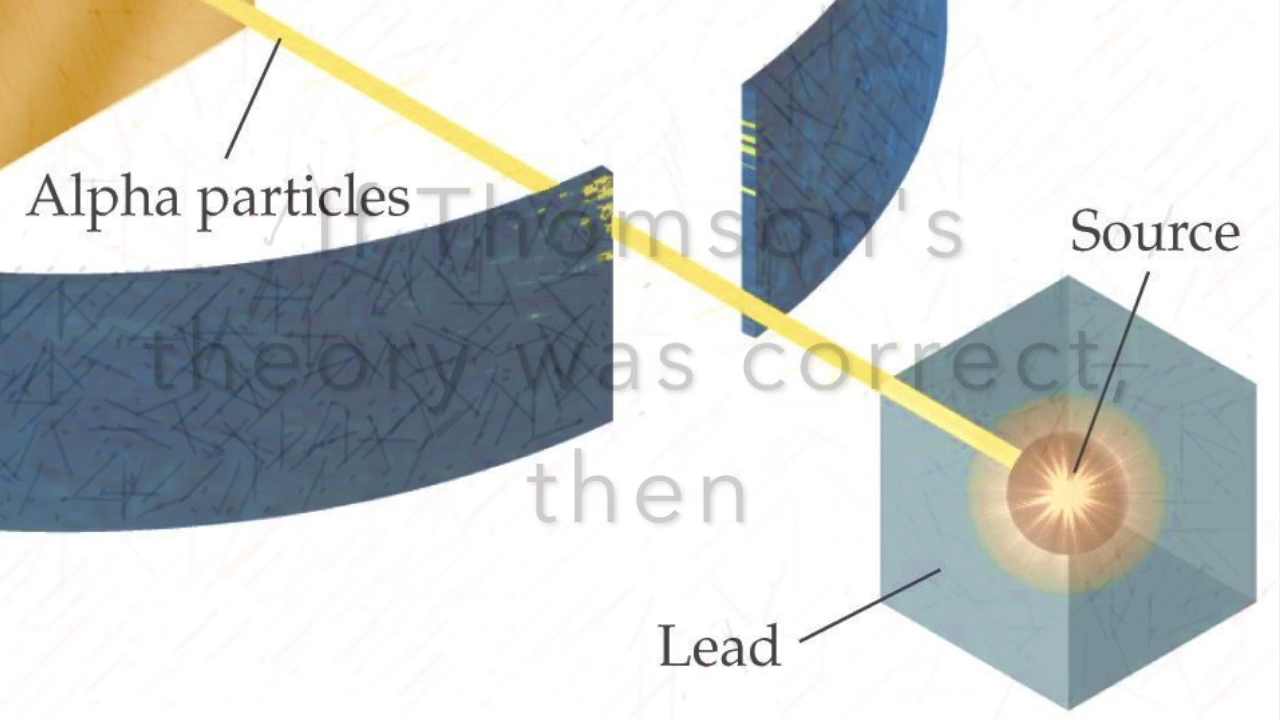 Alpha particles
If Thomson's
Source
theory was correct,
then
Lead